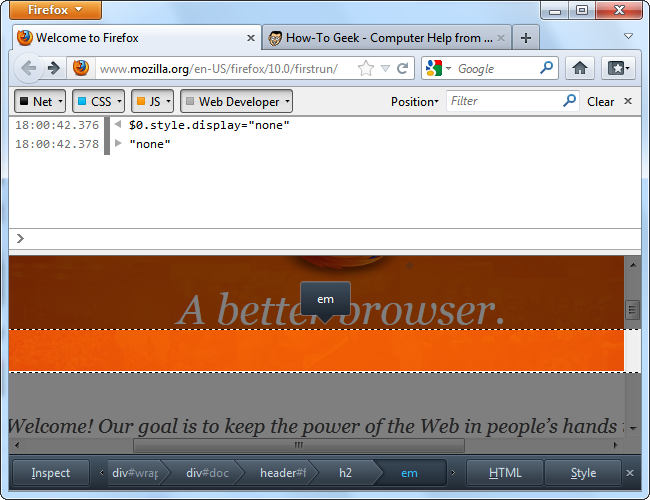 Firefox
Welcome to Firefox
How-To Geek - Computer Help from ...
www.mozilla.org/en-US/firefox/10.0/firstrun/
Google
Net CSS JS Web Developer Position Filter Clear
18:00:42.376 $0.style.display="none"
18:00:42.378 "none"
em
A better browser.
Welcome! Our goal is to keep the power of the Web in people's hands
Inspect div#wrap div#doc header#f h2 em HTML Style